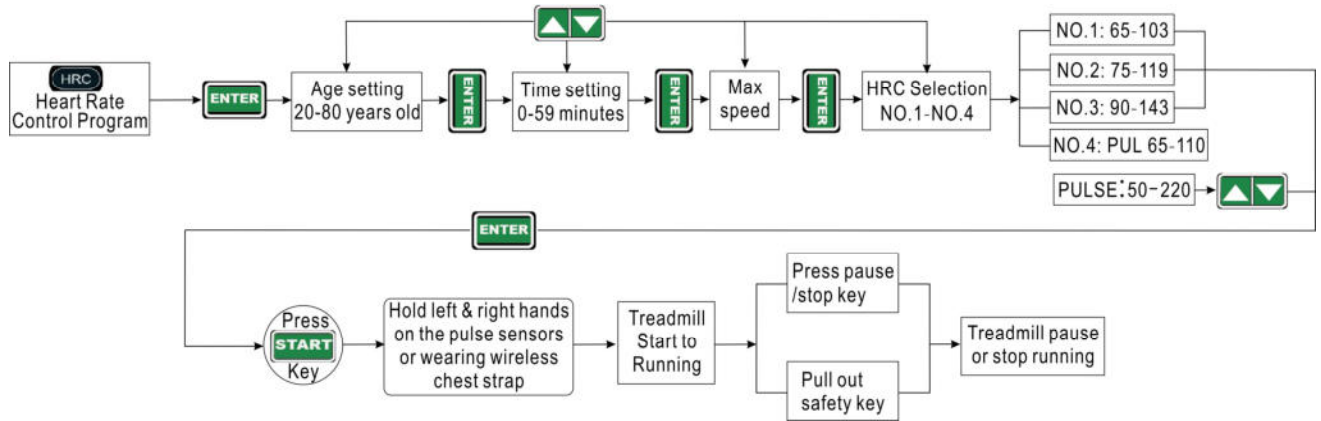 HRC
Heart Rate
Control Program
ENTER
Age setting
20-80 years old
ENTER
Time setting
0-59 minutes
ENTER
Max
speed
ENTER
HRC Selection
NO.1-NO.4
NO.1: 65-103
NO.2: 75-119
NO.3: 90-143
NO.4: PUL 65-110
PULSE:50-220
ENTER
Press
START
Key
Hold left & right hands
on the pulse sensors
or wearing wireless
chest strap
Treadmill
Start to
Running
Press pause
/stop key
Pull out
safety key
Treadmill pause
or stop running